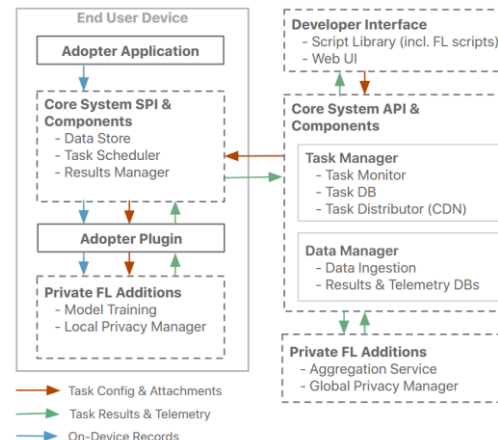 End User Device
Adopter Application
Core System SPI &
Components
- Data Store
- Task Scheduler
- Results Manager
Adopter Plugin
Private FL Additions
- Model Training
- Local Privacy Manager
Developer Interface
- Script Library (incl. FL scripts)
- Web UI
Core System API &
Components
Task Manager
- Task Monitor
- Task DB
- Task Distributor (CDN)
Data Manager
- Data Ingestion
- Results & Telemetry DBs
Private FL Additions
- Aggregation Service
- Global Privacy Manager
Task Config & Attachments
Task Results & Telemetry
On-Device Records